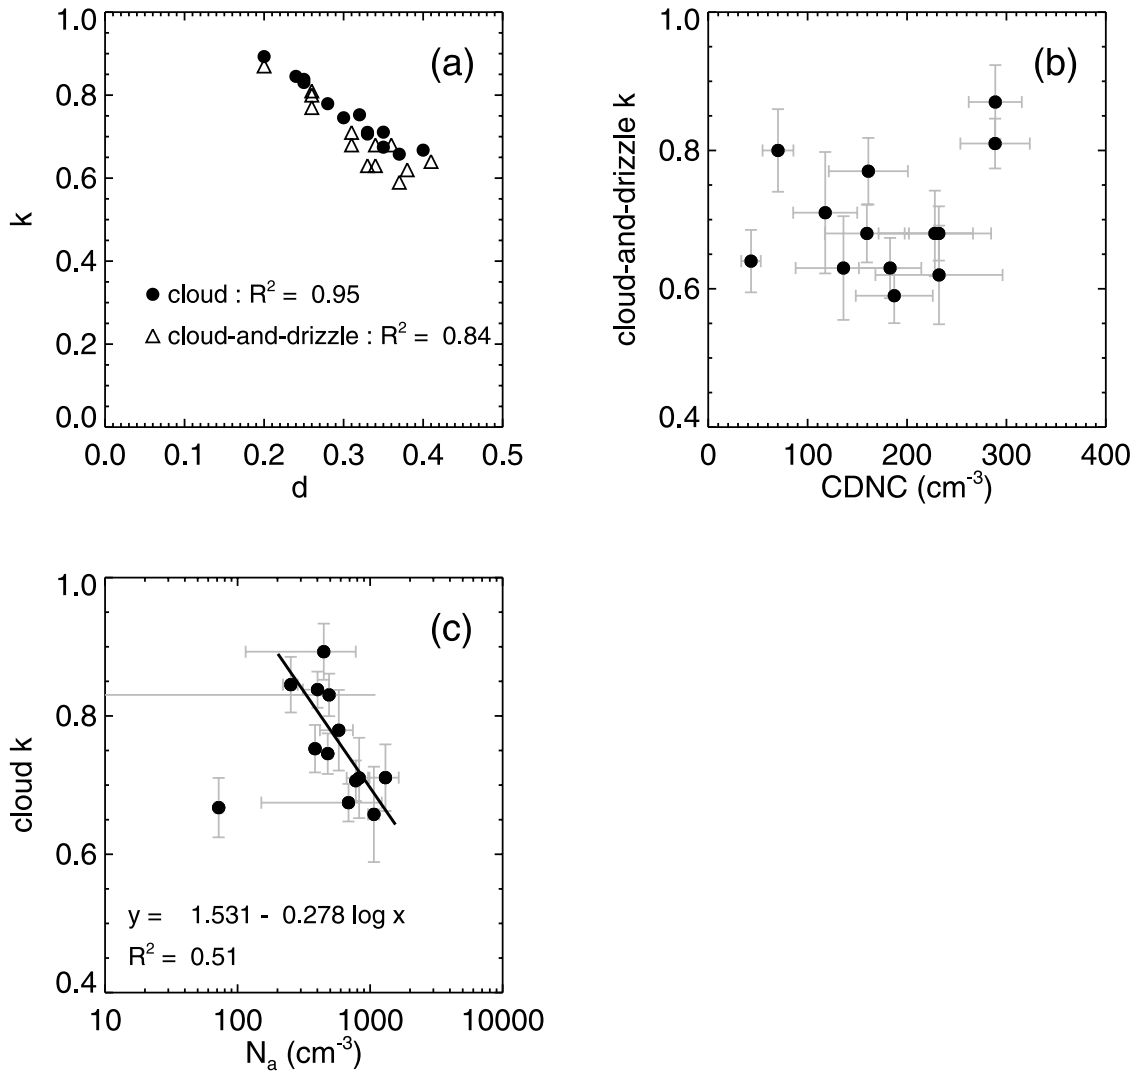 (a)
1.0
0.8
0.6
0.4
0.2
0.0
k
cloud : R² = 0.95
cloud-and-drizzle : R² = 0.84
0.0 0.1 0.2 0.3 0.4 0.5
d
(b)
1.0
0.8
0.6
0.4
cloud-and-drizzle k
0 100 200 300 400
CDNC (cm⁻³)
(c)
1.0
0.8
0.6
0.4
cloud k
y = 1.531 - 0.278 log x
R² = 0.51
10 100 1000 10000
Nₐ (cm⁻³)